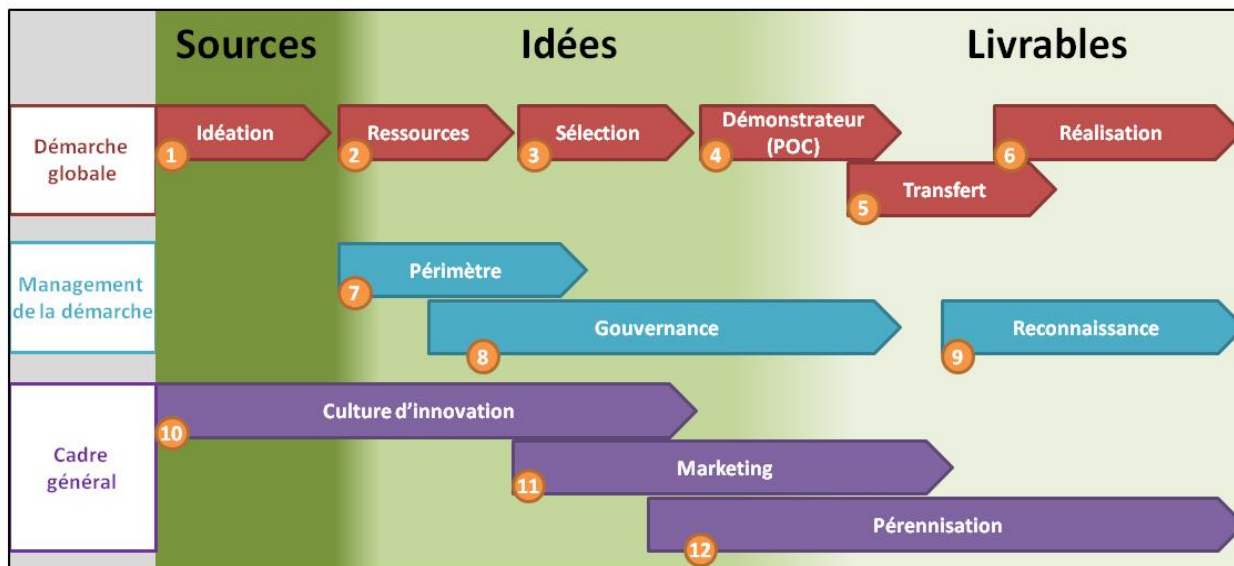 Sources
Idées
Livrables
Démarche
globale
Idéation
1
Ressources
2
Sélection
3
Démonstrateur
(POC)
4
Transfert
5
Réalisation
6
Management
de la démarche
Périmètre
7
Gouvernance
8
Reconnaissance
9
Cadre
général
Culture d'innovation
10
Marketing
11
Pérennisation
12